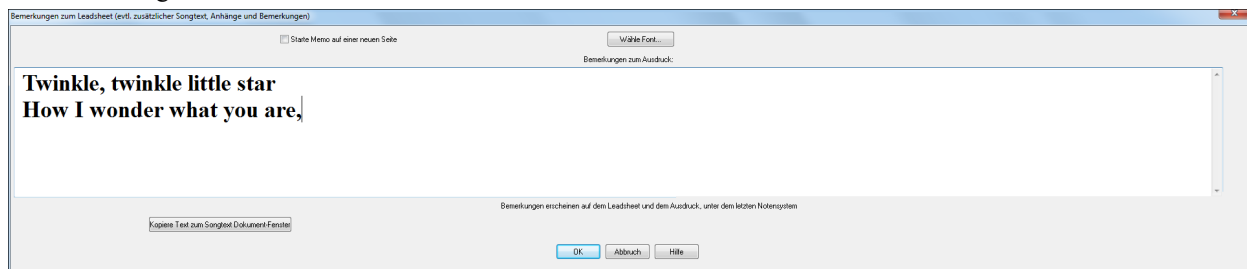 Bemerkungen zum Leadsheet (evtl. zusätzlicher Songtext, Anhänge und Bemerkungen)
Starte Memo auf einer neuen Seite
Wähle Font...
Bemerkungen zum Ausdruck:
Twinkle, twinkle little star
How I wonder what you are,
Bemerkungen erscheinen auf dem Leadsheet und dem Ausdruck, unter dem letzten Notensystem
Kopiere Text zum Songtext Dokument-Fenster
OK
Abbruch
Hilfe